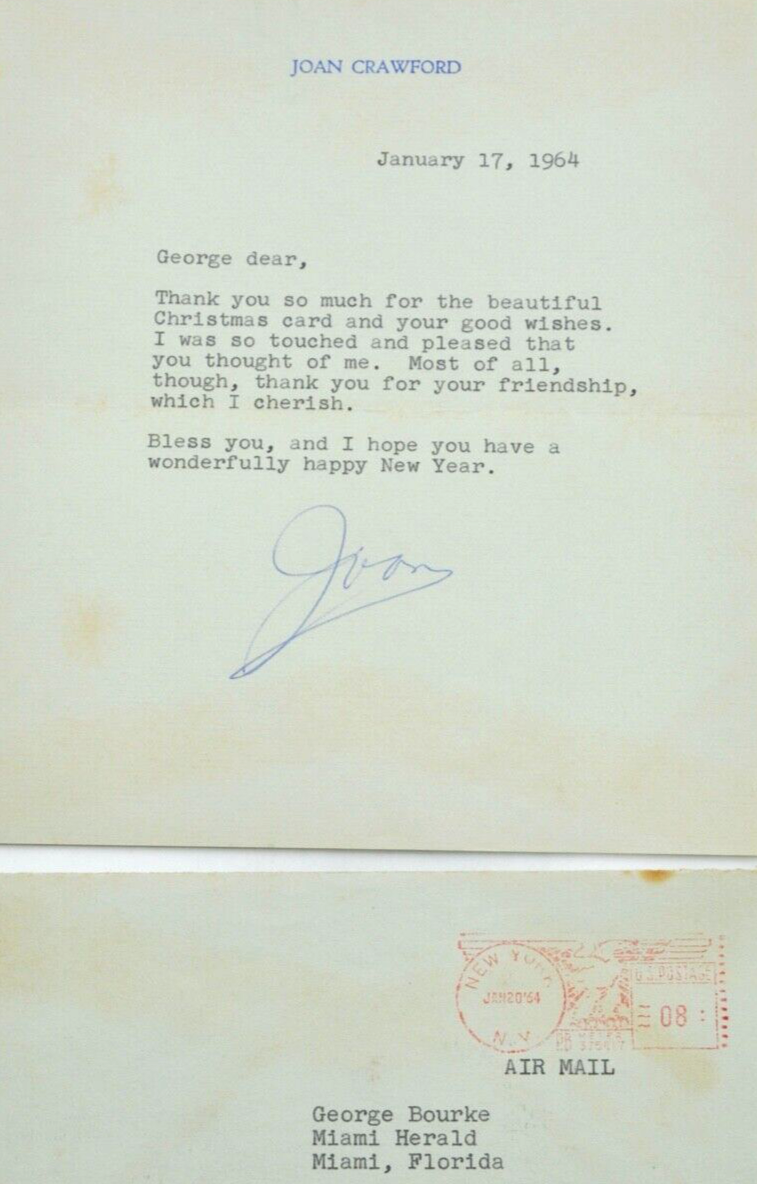 JOAN CRAWFORD
January 17, 1964
George dear,
Thank you so much for the beautiful
Christmas card and your good wishes.
I was so touched and pleased that
you thought of me. Most of all,
though, thank you for your friendship,
which I cherish.
Bless you, and I hope you have a
wonderfully happy New Year.
Joan
NEW YORK
JAN20'64
N.Y.
U.S.POSTAGE
08
AIR MAIL
George Bourke
Miami Herald
Miami, Florida